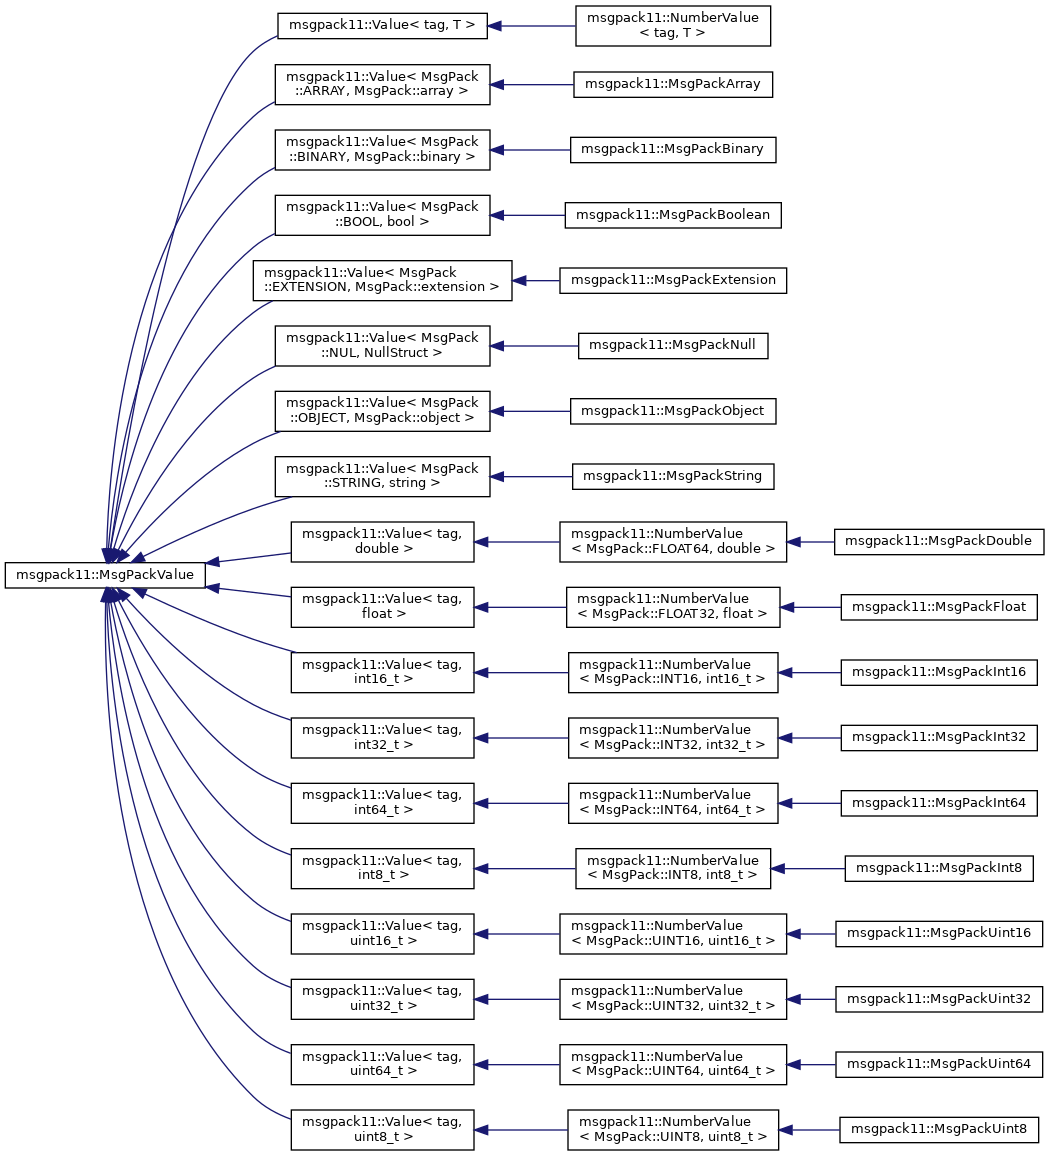 msgpack11::Value< tag, T >
msgpack11::NumberValue
< tag, T >
msgpack11::Value< MsgPack
::ARRAY, MsgPack::array >
msgpack11::MsgPackArray
msgpack11::Value< MsgPack
::BINARY, MsgPack::binary >
msgpack11::MsgPackBinary
msgpack11::Value< MsgPack
::BOOL, bool >
msgpack11::MsgPackBoolean
msgpack11::Value< MsgPack
::EXTENSION, MsgPack::extension >
msgpack11::MsgPackExtension
msgpack11::Value< MsgPack
::NUL, NullStruct >
msgpack11::MsgPackNull
msgpack11::Value< MsgPack
::OBJECT, MsgPack::object >
msgpack11::MsgPackObject
msgpack11::Value< MsgPack
::STRING, string >
msgpack11::MsgPackString
msgpack11::Value< tag,
double >
msgpack11::NumberValue
< MsgPack::FLOAT64, double >
msgpack11::MsgPackDouble
msgpack11::MsgPackValue
msgpack11::Value< tag,
float >
msgpack11::NumberValue
< MsgPack::FLOAT32, float >
msgpack11::MsgPackFloat
msgpack11::Value< tag,
int16_t >
msgpack11::NumberValue
< MsgPack::INT16, int16_t >
msgpack11::MsgPackInt16
msgpack11::Value< tag,
int32_t >
msgpack11::NumberValue
< MsgPack::INT32, int32_t >
msgpack11::MsgPackInt32
msgpack11::Value< tag,
int64_t >
msgpack11::NumberValue
< MsgPack::INT64, int64_t >
msgpack11::MsgPackInt64
msgpack11::Value< tag,
int8_t >
msgpack11::NumberValue
< MsgPack::INT8, int8_t >
msgpack11::MsgPackInt8
msgpack11::Value< tag,
uint16_t >
msgpack11::NumberValue
< MsgPack::UINT16, uint16_t >
msgpack11::MsgPackUint16
msgpack11::Value< tag,
uint32_t >
msgpack11::NumberValue
< MsgPack::UINT32, uint32_t >
msgpack11::MsgPackUint32
msgpack11::Value< tag,
uint64_t >
msgpack11::NumberValue
< MsgPack::UINT64, uint64_t >
msgpack11::MsgPackUint64
msgpack11::Value< tag,
uint8_t >
msgpack11::NumberValue
< MsgPack::UINT8, uint8_t >
msgpack11::MsgPackUint8